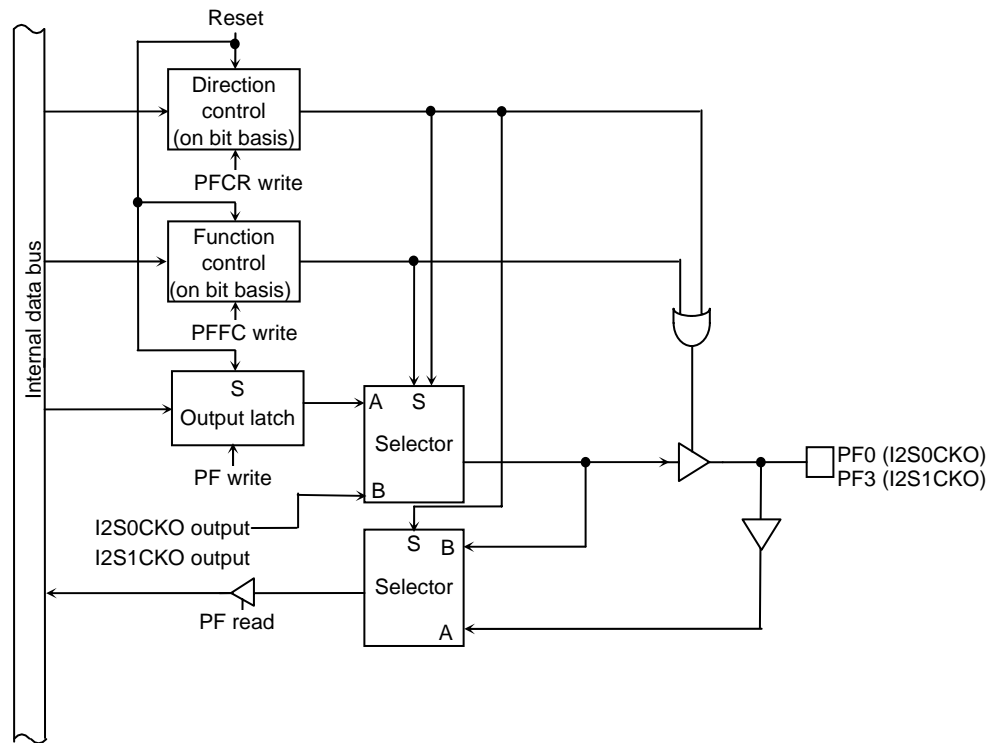 Reset
Direction
control
(on bit basis)
PFCR write
Function
control
(on bit basis)
PFFC write
Internal data bus
S
Output latch
PF write
A S
Selector
B
I2S0CKO output
I2S1CKO output
S B
Selector
A
PF read
PF0 (I2S0CKO)
PF3 (I2S1CKO)